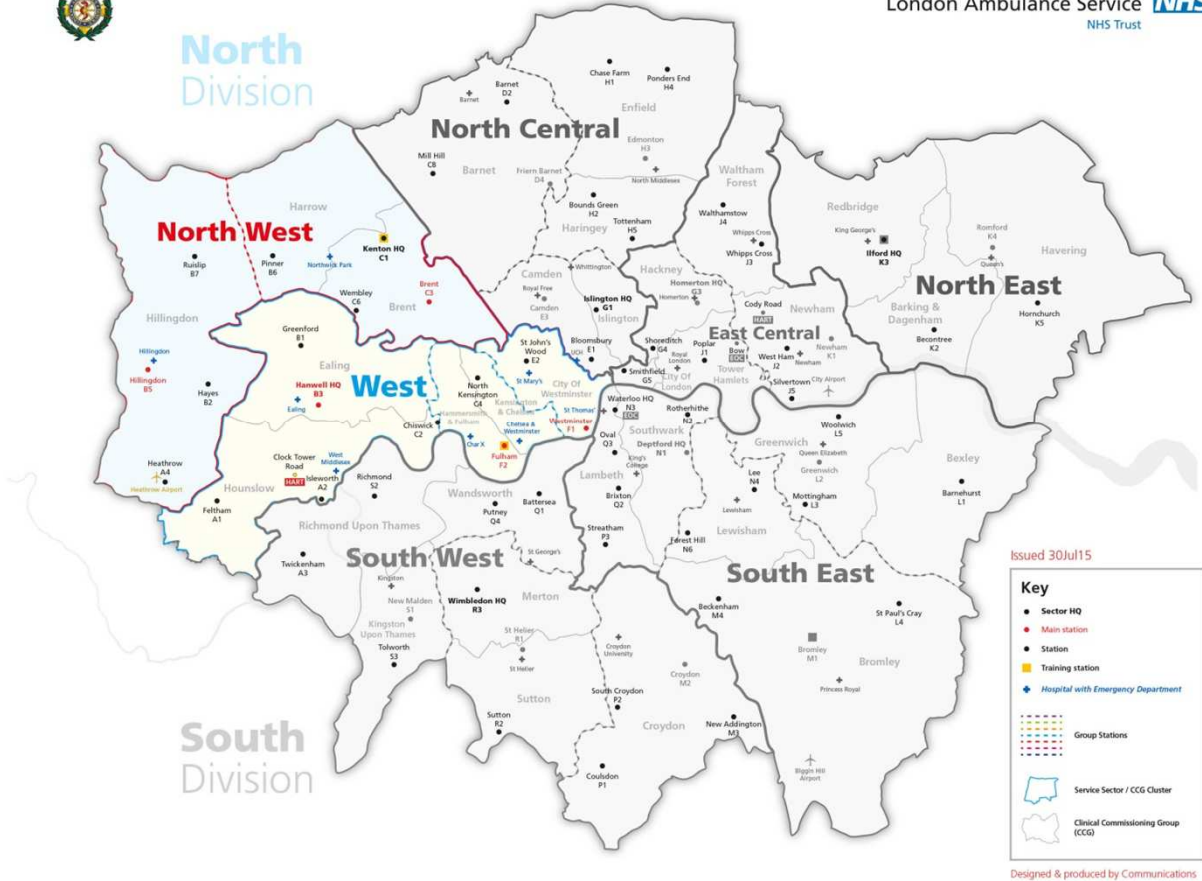 London Ambulance Service NHS
NHS Trust
North
Division
North Central
Chase Farm
H1
Ponders End
H4
Barnet
Barnet
D2
Enfield
Edmonton
H3
North Middlesex
Mill Hill
C8
Barnet
Friern Barnet
D4
Bounds Green
H2
Tottenham
H5
Haringey
Waltham
Forest
Walthamstow
J4
Whipps Cross
Whipps Cross
J3
Redbridge
King George's
Ilford HQ
K3
Romford
K4
Queen's
Havering
North East
Hornchurch
K5
Barking &
Dagenham
Becontree
K2
North West
Harrow
Ruislip
B7
Pinner
B6
Northwick Park
Kenton HQ
C1
Brent
C3
Wembley
C6
Brent
Hillingdon
Hillingdon
Hillingdon
B5
Hayes
B2
Heathrow
A4
Heathrow Airport
Camden
Whittington
Royal Free
Camden
E3
Islington HQ
G1
Islington
Bloomsbury
E1
UCH
Hackney
Homerton HQ
G3
Homerton
East Central
Shoreditch
G4
Smithfield
G5
Royal
London
City Of
London
Poplar
J1
Bow
EOC
Tower
Hamlets
Cody Road
HART
Newham
West Ham
J2
Newham
Newham
K1
Silvertown
J5
City Airport
Greenford
B1
Ealing
West
Hanwell HQ
B3
Ealing
St John's
Wood
E2
St Mary's
City Of
Westminster
North
Kensington
C4
Kensington
& Chelsea
Hammersmith
& Fulham
Chiswick
C2
Char X
Chelsea &
Westminster
Fulham
F2
St Thomas'
Westminster
F1
Clock Tower
Road
HART
West
Middlesex
Isleworth
A2
Hounslow
Feltham
A1
Richmond
S2
Richmond Upon Thames
Twickenham
A3
South West
Wandsworth
Putney
Q4
Battersea
Q1
St George's
Kingston
New Malden
S1
Kingston
Upon Thames
Tolworth
S3
Wimbledon HQ
R3
Merton
St Helier
R1
St Helier
Sutton
Sutton
R2
Waterloo HQ
N3
EOC
Rotherhithe
N2
Oval
Q3
Southwark
Deptford HQ
N1
King's
College
Lambeth
Brixton
Q2
Streatham
P3
Woolwich
L5
Greenwich
Queen Elizabeth
Greenwich
L2
Lee
N4
Mottingham
L3
Lewisham
Lewisham
Forest Hill
N6
Bexley
Barnehurst
L1
South East
Beckenham
M4
St Paul's Cray
L4
Bromley
M1
Bromley
Princess Royal
Croydon
University
Croydon
M2
South Croydon
P2
Croydon
New Addington
M3
Coulsdon
P1
Biggin Hill
Airport
South
Division
Issued 30Jul15
Key
Sector HQ
Main station
Station
Training station
Hospital with Emergency Department
Group Stations
Service Sector / CCG Cluster
Clinical Commissioning Group
(CCG)
Designed & produced by Communications